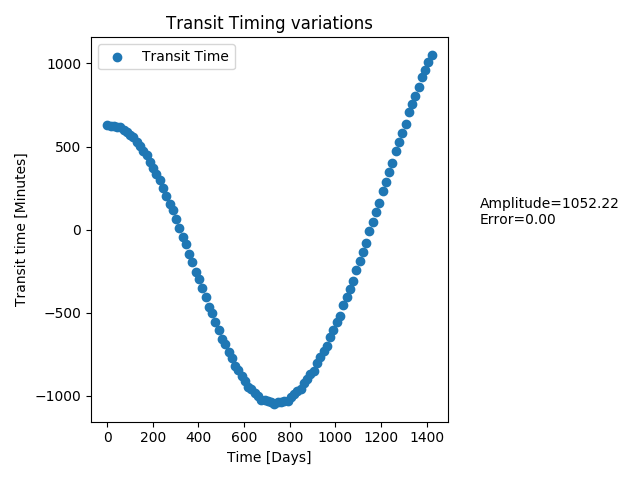 Transit Timing variations
Transit Time
1000
500
0
−500
−1000
Transit time [Minutes]
0 200 400 600 800 1000 1200 1400
Time [Days]
Amplitude=1052.22
Error=0.00